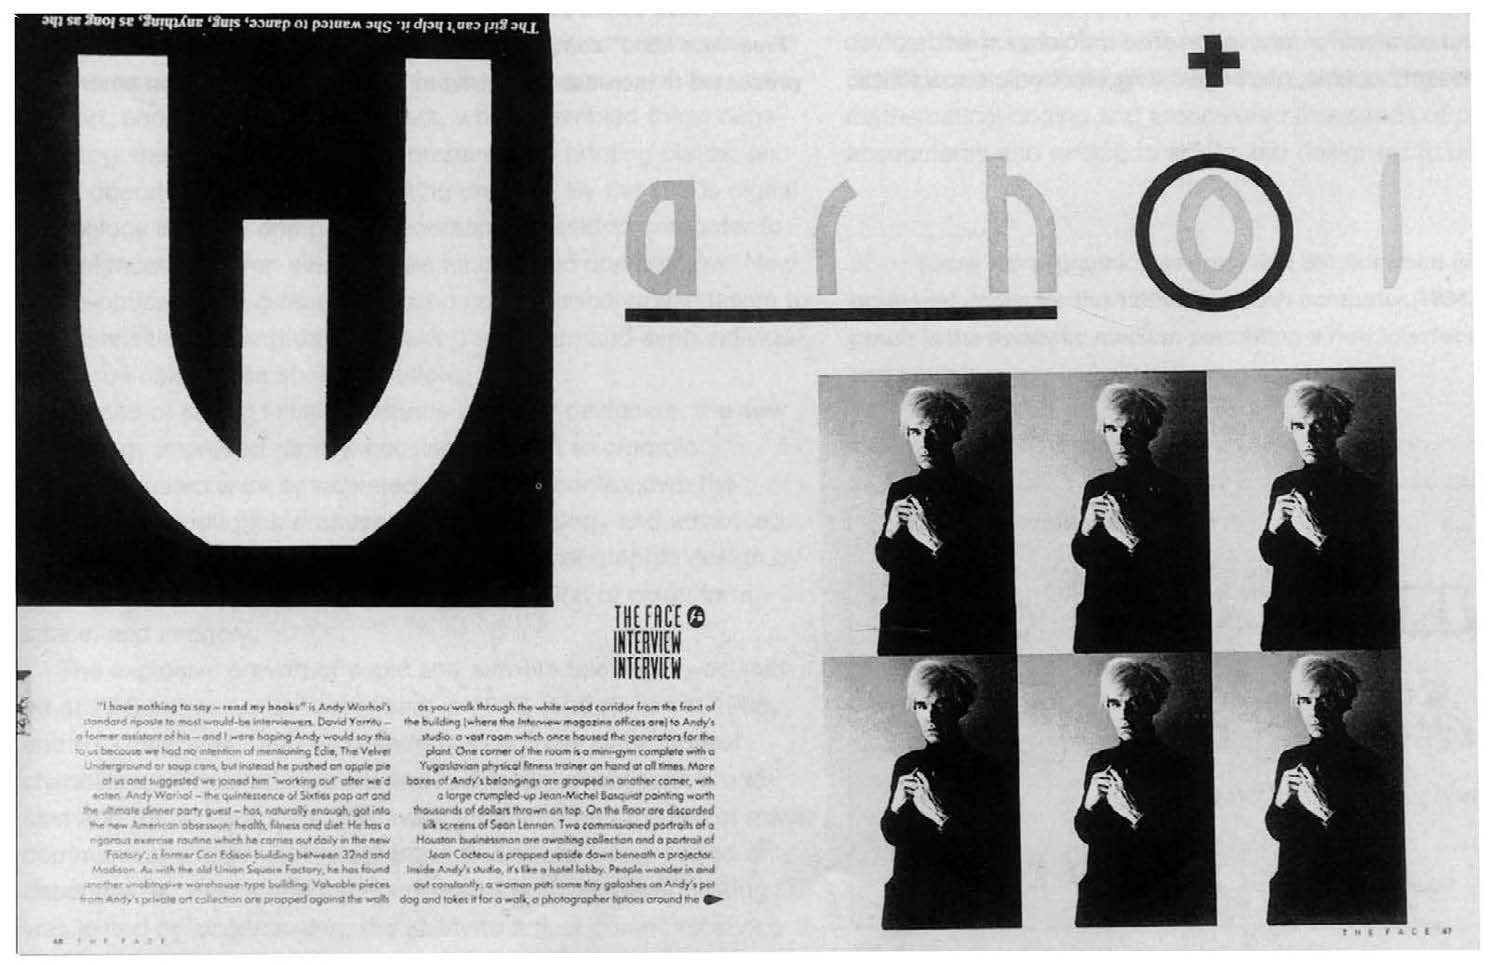 The girl can't help it. She wanted to dance, sing, anything, as long as the
W
arhol
THE FACE
INTERVIEW
INTERVIEW
"I have nothing to say – read my books" is Andy Warhol's
standard riposte to most would-be interviewers. David Yarritu –
a former assistant of his – and I were hoping Andy would say this
to us because we had no intention of mentioning Edie, The Velvet
Underground or soup cans, but instead he pushed an apple pie
at us and suggested we joined him "working out" after we'd
eaten. Andy Warhol – the quintessence of Sixties pop art and
the ultimate dinner party guest – has, naturally enough, got into
the new American obsession; health, fitness and diet. He has a
rigorous exercise routine which he carries out daily in the new
'Factory', a former Con Edison building between 32nd and
Madison. As with the old Union Square Factory, he has found
another unobtrusive warehouse-type building. Valuable pieces
from Andy's private art collection are propped against the walls
as you walk through the white wood corridor from the front of
the building (where the Interview magazine offices are) to Andy's
studio, a vast room which once housed the generators for the
plant. One corner of the room is a mini-gym complete with a
Yugoslavian physical fitness trainer on hand at all times. More
boxes of Andy's belongings are grouped in another corner, with
a large crumpled-up Jean-Michel Basquiat painting worth
thousands of dollars thrown on top. On the floor are discarded
silk screens of Sean Lennon. Two commissioned portraits of a
Houston businessman are awaiting collection and a portrait of
Jean Cocteau is propped upside down beneath a projector.
Inside Andy's studio, it's like a hotel lobby. People wander in and
out constantly: a woman puts some tiny galoshes on Andy's pet
dog and takes it for a walk, a photographer tiptoes around the
THE FACE
THE FACE 47